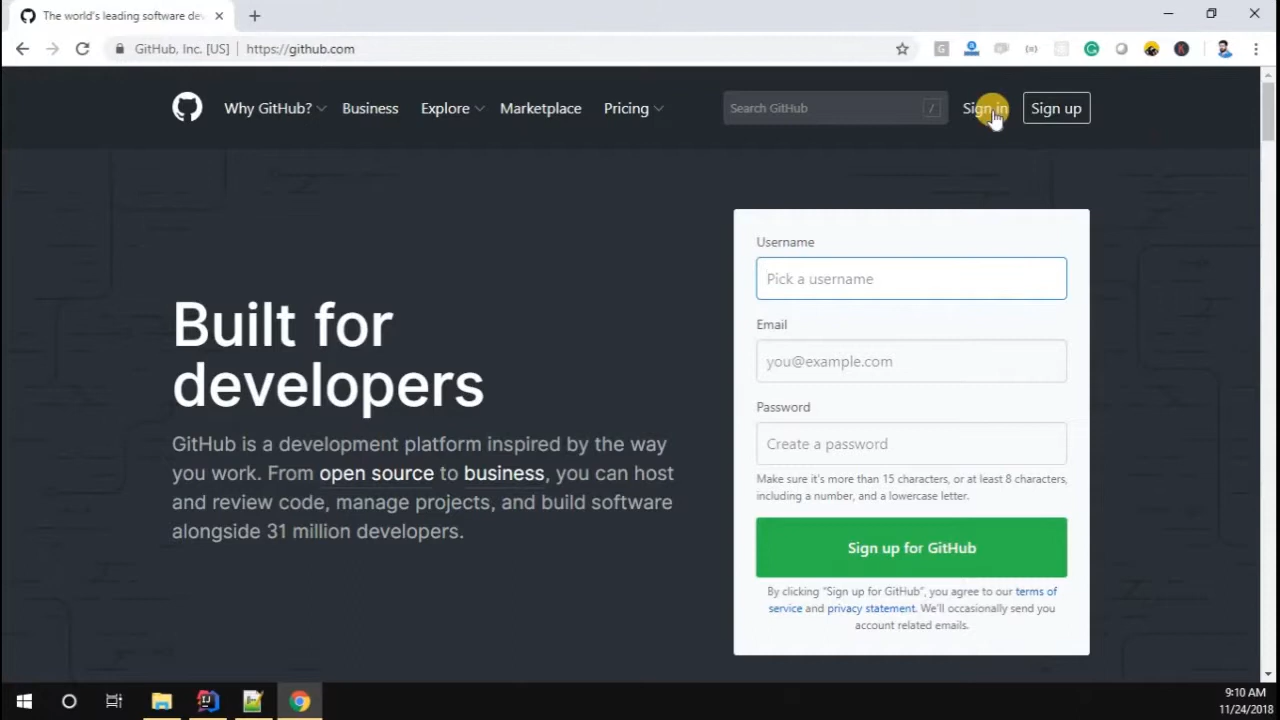 The world's leading software dev
GitHub, Inc. [US] | https://github.com
Why GitHub? Business Explore Marketplace Pricing Search GitHub / Sign in Sign up
Username
Pick a username
Email
you@example.com
Password
Create a password
Make sure it's more than 15 characters, or at least 8 characters,
including a number, and a lowercase letter.
Sign up for GitHub
By clicking "Sign up for GitHub", you agree to our terms of
service and privacy statement. We'll occasionally send you
account related emails.
Built for
developers
GitHub is a development platform inspired by the way
you work. From open source to business, you can host
and review code, manage projects, and build software
alongside 31 million developers.
9:10 AM
11/24/2018